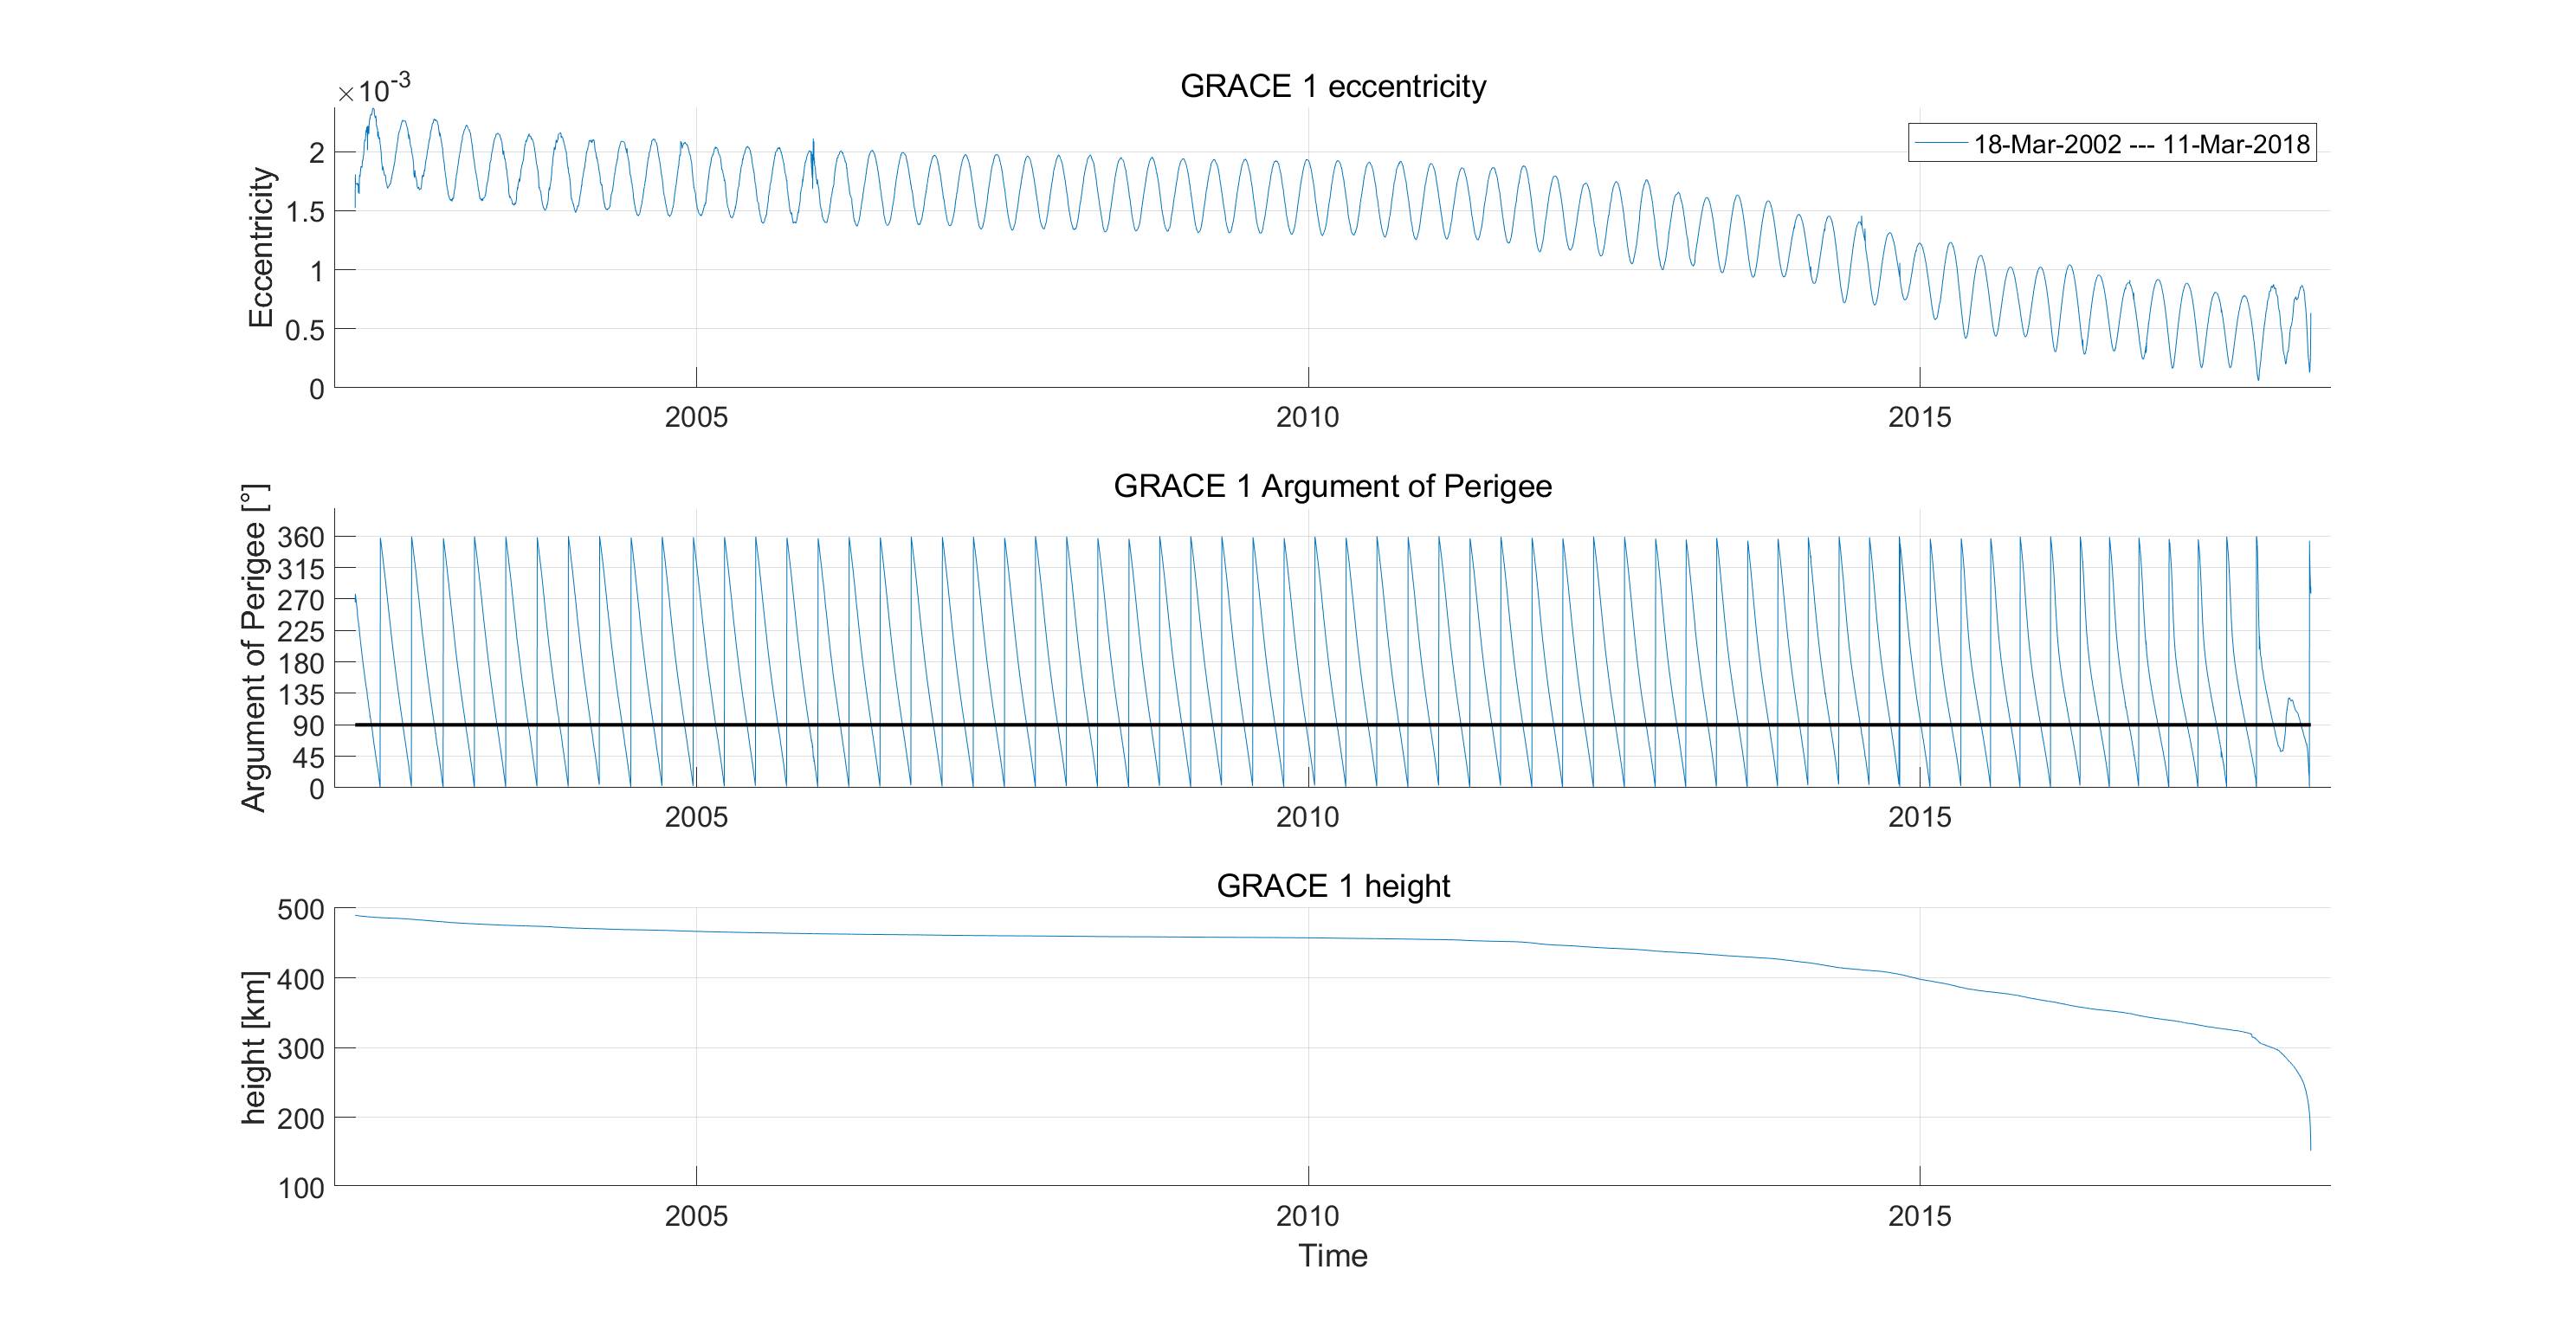 GRACE 1 eccentricity
×10-3
18-Mar-2002 --- 11-Mar-2018
Eccentricity
2
1.5
1
0.5
0
2005 2010 2015
GRACE 1 Argument of Perigee
Argument of Perigee [°]
360
315
270
225
180
135
90
45
0
2005 2010 2015
GRACE 1 height
height [km]
500
400
300
200
100
2005 2010 2015
Time